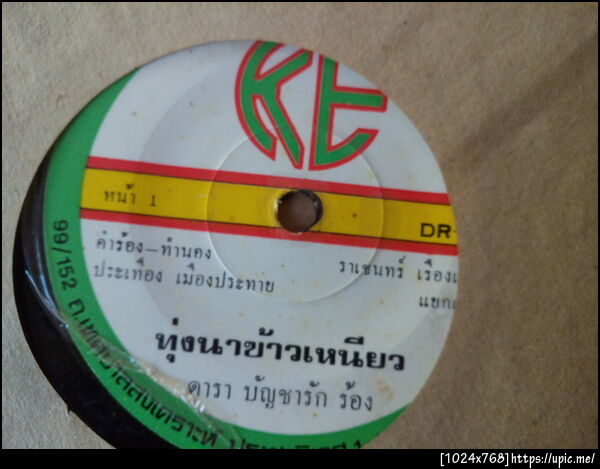 KE
หน้า 1
DR
คำร้อง—ทำนอง
ประเทือง เมืองประทาย
ราเชนทร์
ทุ่งนาข้าวเหนียว
ดารา บัญชารัก ร้อง
99/152 ถ.
[1024x768]https://upic.me/